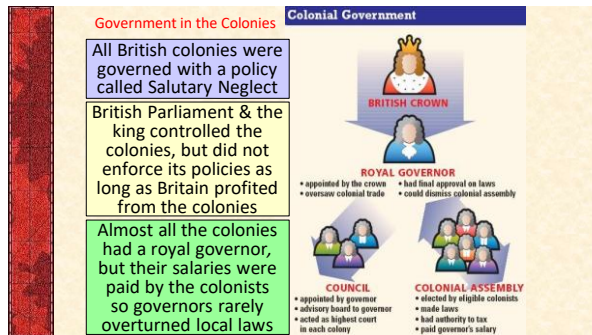 Government in the Colonies
All British colonies were
governed with a policy
called Salutary Neglect
British Parliament & the
king controlled the
colonies, but did not
enforce its policies as
long as Britain profited
from the colonies
Almost all the colonies
had a royal governor,
but their salaries were
paid by the colonists
so governors rarely
overturned local laws
Colonial Government
BRITISH CROWN
ROYAL GOVERNOR
• appointed by the crown
• oversaw colonial trade
• had final approval on laws
• could dismiss colonial assembly
COUNCIL
• appointed by governor
• advisory board to governor
• acted as highest court
in each colony
COLONIAL ASSEMBLY
• elected by eligible colonists
• made laws
• had authority to tax
• paid governor's salary